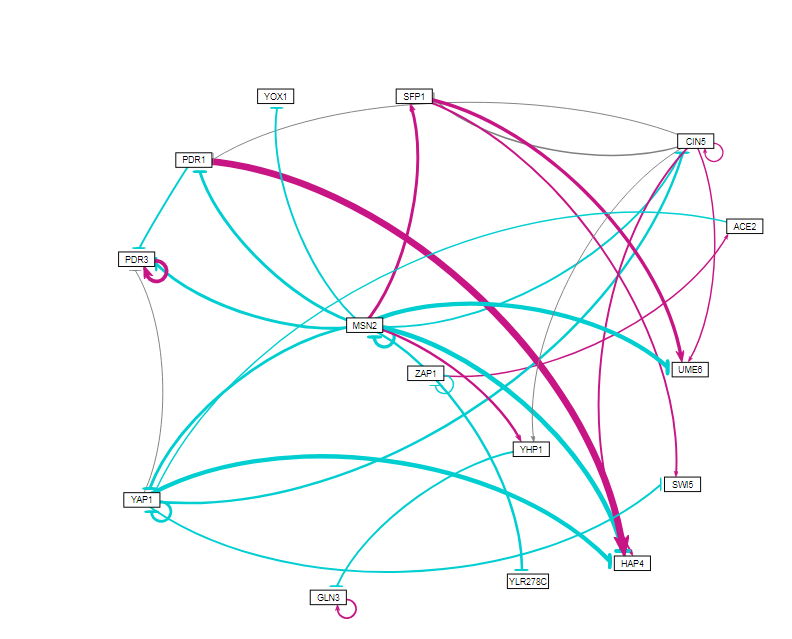 YOX1
SFP1
CIN5
PDR1
ACE2
PDR3
MSN2
ZAP1
UME6
YHP1
SWI5
YAP1
HAP4
YLR278C
GLN3